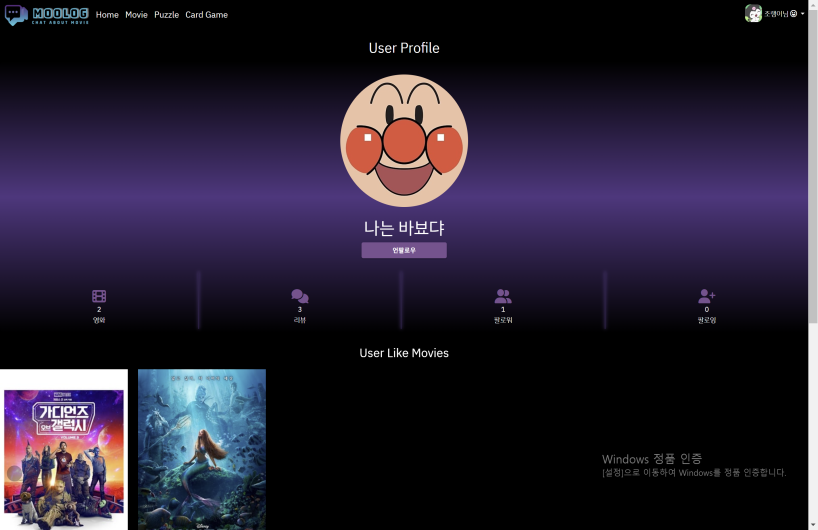 MOOLOG
CHAT ABOUT MOVIE
Home Movie Puzzle Card Game
User Profile
나는 바뵤댜
언팔로우
2
영화
3
리뷰
1
팔로워
0
팔로잉
User Like Movies
가디언즈
오브 갤럭시
Disney
Windows 정품 인증
[설정]으로 이동하여 Windows를 정품 인증합니다.